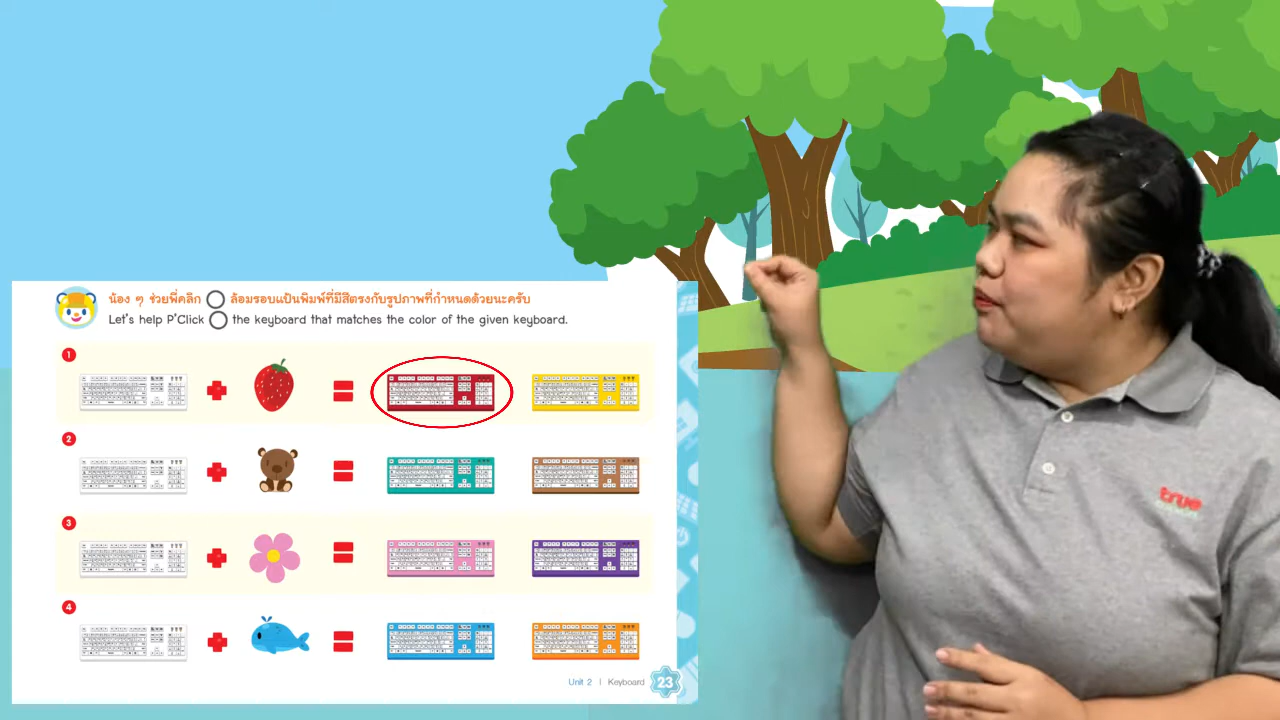 น้อง ๆ ช่วยพี่คลิก ล้อมรอบแป้นพิมพ์ที่มีสีตรงกับรูปภาพที่กำหนดด้วยนะครับ
Let's help P'Click the keyboard that matches the color of the given keyboard.
1
2
3
4
Unit 2 | Keyboard 23
true